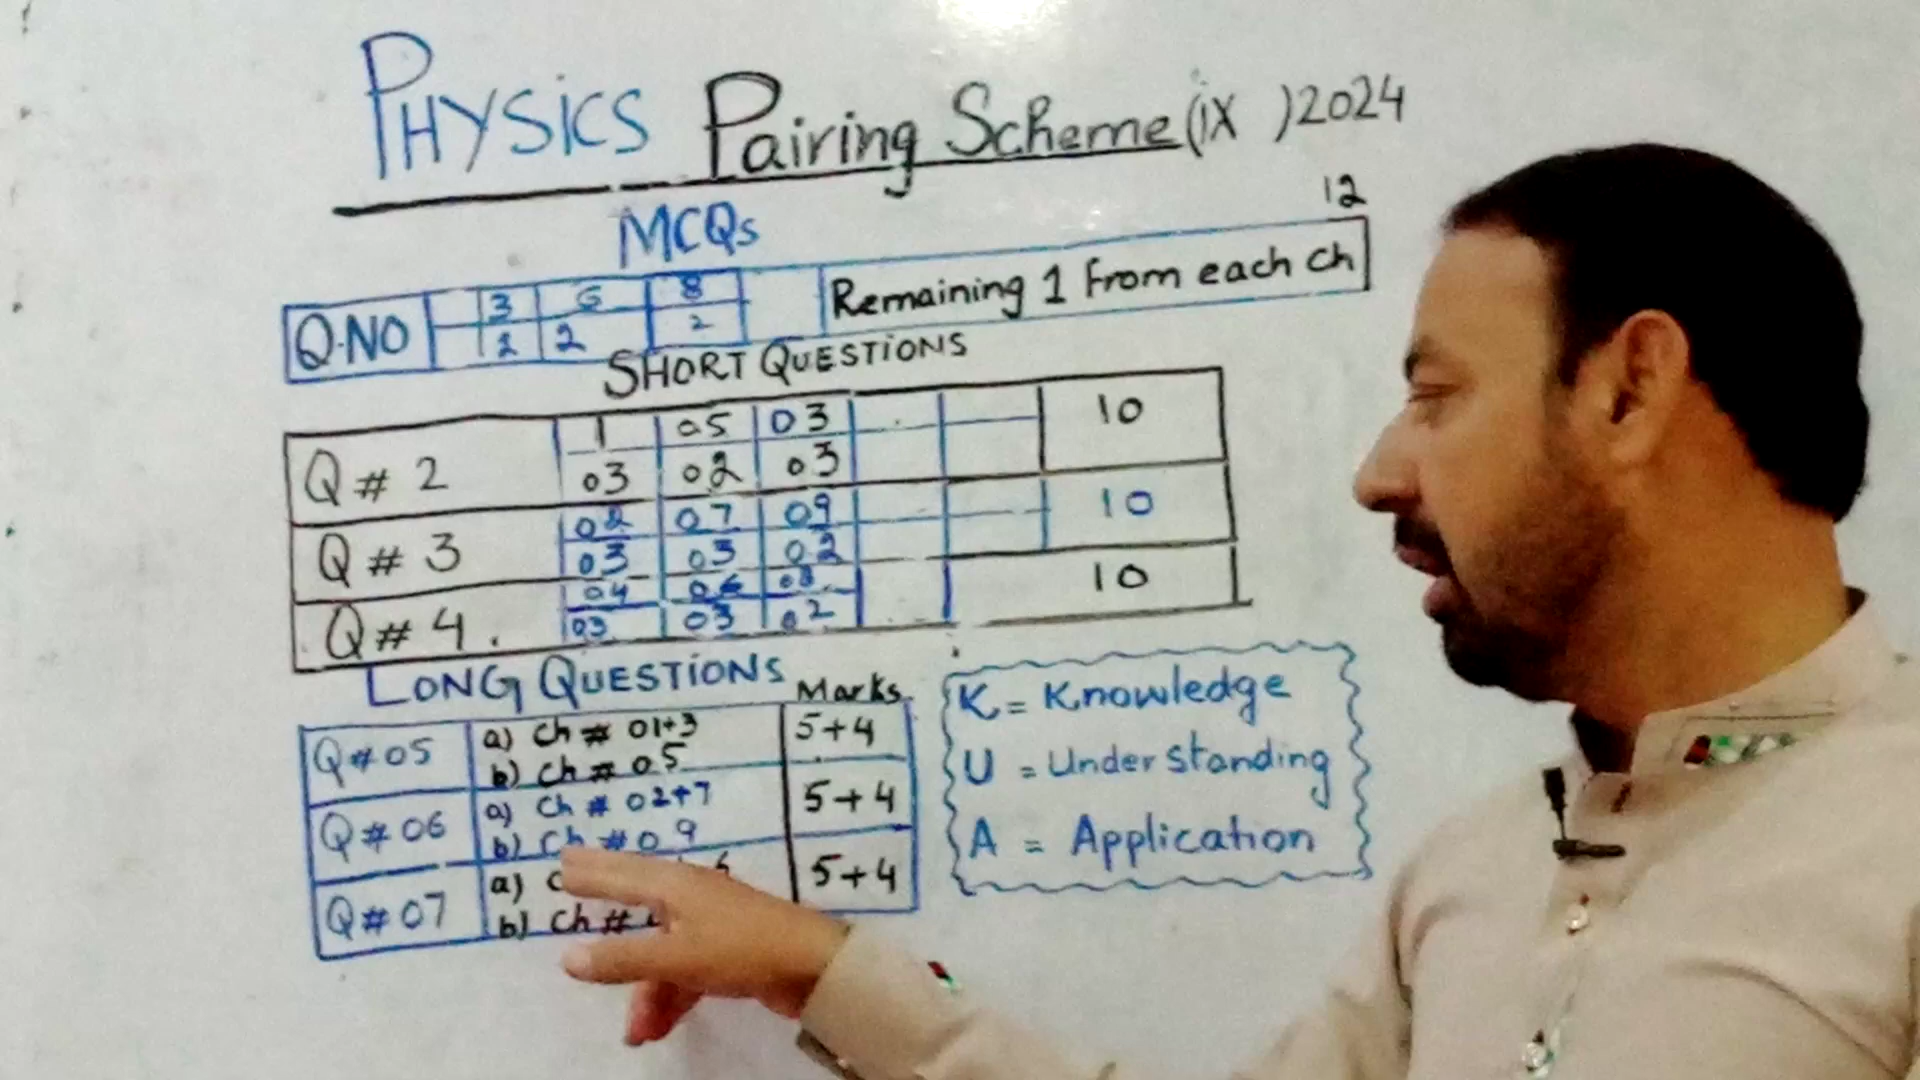 PHYSICS Pairing Scheme (iX ) 2024
12
MCQs
Q.NO 3 6 8 Remaining 1 From each Ch
2 2 2
SHORT QUESTIONS
Q # 2 1 05 03 10
03 02 03
Q # 3 02 07 09 10
03 03 02
Q # 4. 04 06 08 10
03 03 02
LONG QUESTIONS Marks
Q # 05 a) Ch # 01+3 5+4
b) Ch # 05
Q # 06 a) Ch # 02+7 5+4
b) Ch # 09
Q # 07 a) 5+4
b) Ch #
K = Knowledge
U = Understanding
A = Application